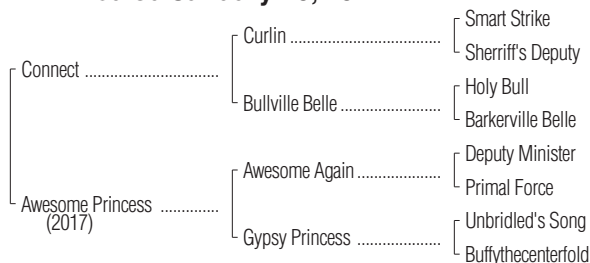 Curlin
Smart Strike
Sherriff's Deputy
Connect
Bullville Belle
Holy Bull
Barkerville Belle
Awesome Princess
(2017)
Awesome Again
Deputy Minister
Primal Force
Gypsy Princess
Unbridled's Song
Buffythecenterfold